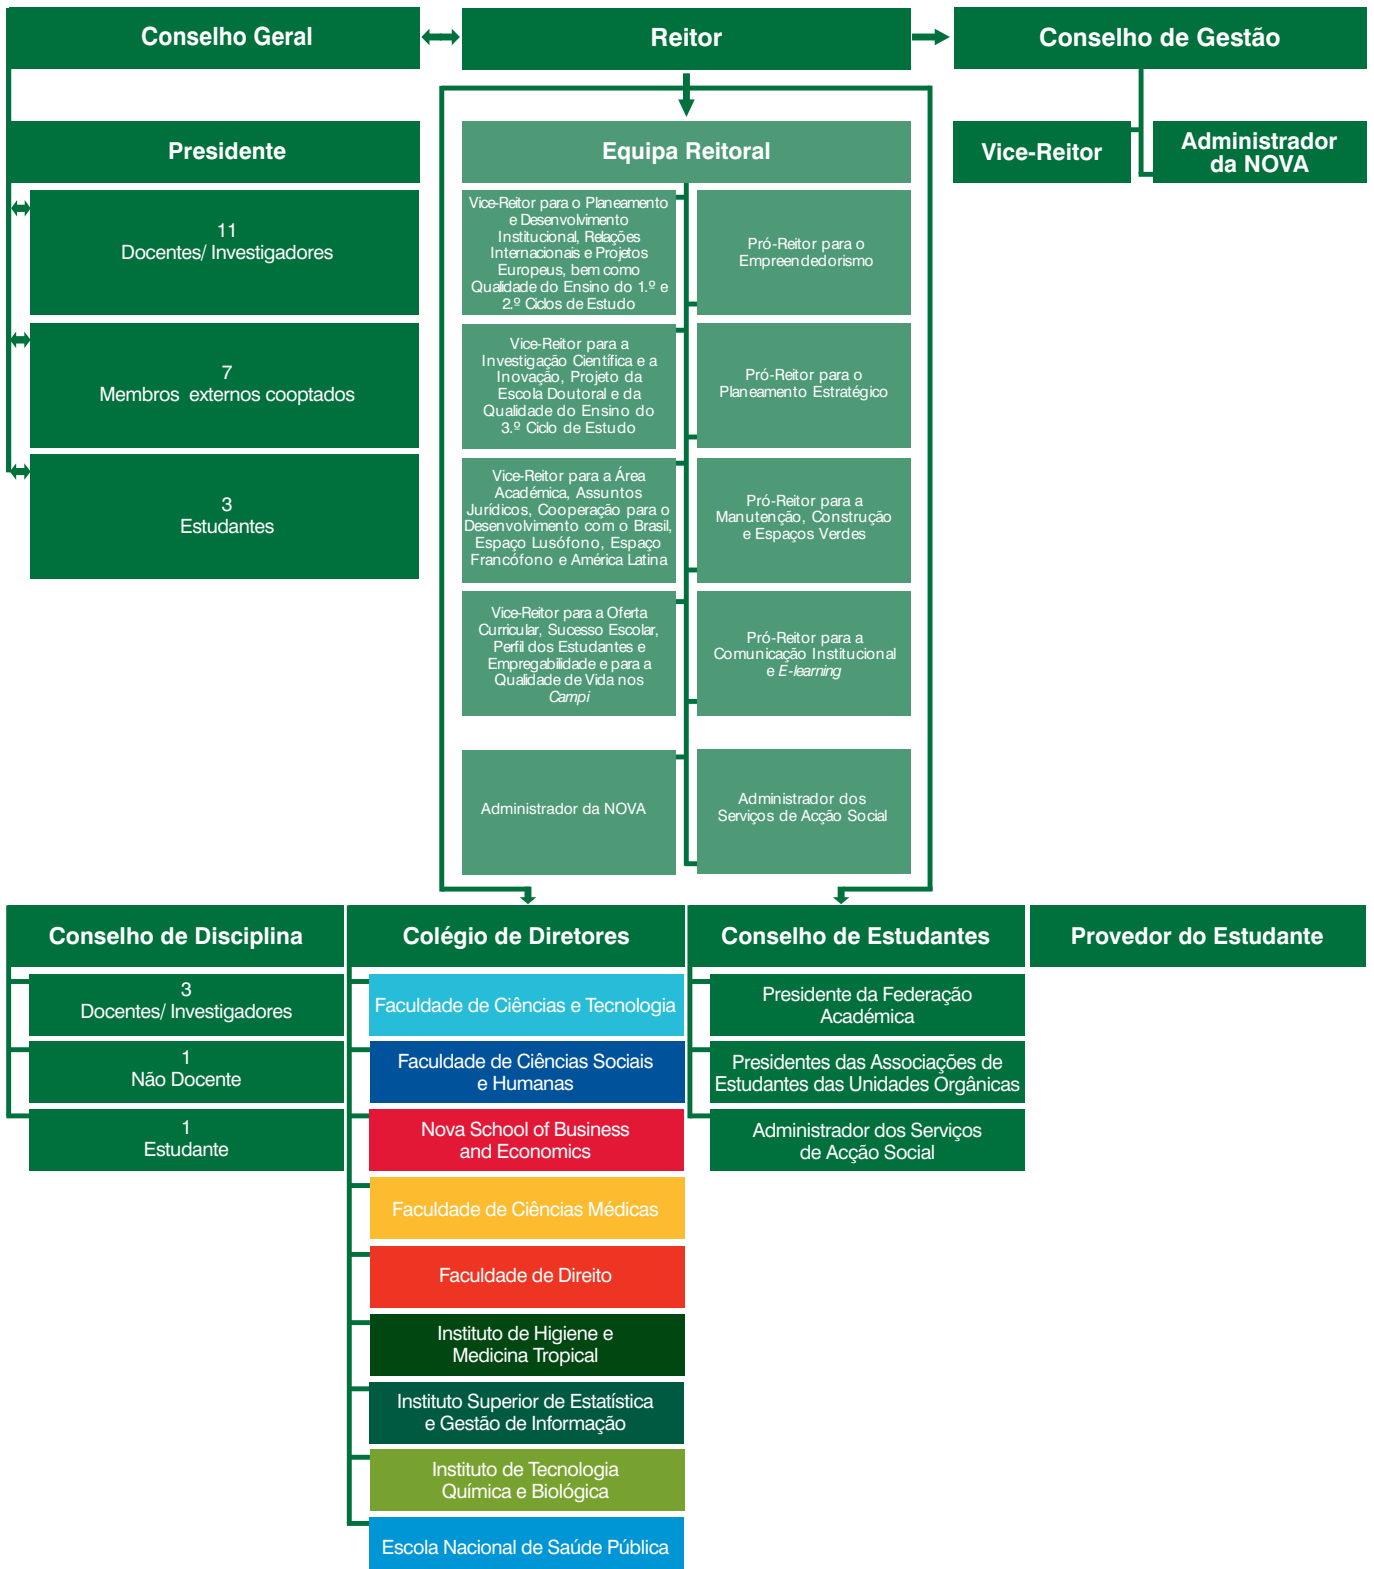 Conselho Geral
Reitor
Conselho de Gestão
Presidente
11
Docentes/ Investigadores
7
Membros externos cooptados
3
Estudantes
Equipa Reitoral
Vice-Reitor para o Planeamento
e Desenvolvimento
Institucional, Relações
Internacionais e Projetos
Europeus, bem como
Qualidade do Ensino do 1.º e
2.º Ciclos de Estudo
Pró-Reitor para o
Empreendedorismo
Vice-Reitor para a
Investigação Científica e a
Inovação, Projeto da
Escola Doutoral e da
Qualidade do Ensino do
3.º Ciclo de Estudo
Pró-Reitor para o
Planeamento Estratégico
Vice-Reitor para a Área
Académica, Assuntos
Jurídicos, Cooperação para o
Desenvolvimento com o Brasil,
Espaço Lusófono, Espaço
Francófono e América Latina
Pró-Reitor para a
Manutenção, Construção
e Espaços Verdes
Vice-Reitor para a Oferta
Curricular, Sucesso Escolar,
Perfil dos Estudantes e
Empregabilidade e para a
Qualidade de Vida nos
Campi
Pró-Reitor para a
Comunicação Institucional
e E-learning
Administrador da NOVA
Administrador dos
Serviços de Acção Social
Vice-Reitor
Administrador
da NOVA
Conselho de Disciplina
3
Docentes/ Investigadores
1
Não Docente
1
Estudante
Colégio de Diretores
Faculdade de Ciências e Tecnologia
Faculdade de Ciências Sociais
e Humanas
Nova School of Business
and Economics
Faculdade de Ciências Médicas
Faculdade de Direito
Instituto de Higiene e
Medicina Tropical
Instituto Superior de Estatística
e Gestão de Informação
Instituto de Tecnologia
Química e Biológica
Escola Nacional de Saúde Pública
Conselho de Estudantes
Presidente da Federação
Académica
Presidentes das Associações de
Estudantes das Unidades Orgânicas
Administrador dos Serviços
de Acção Social
Provedor do Estudante